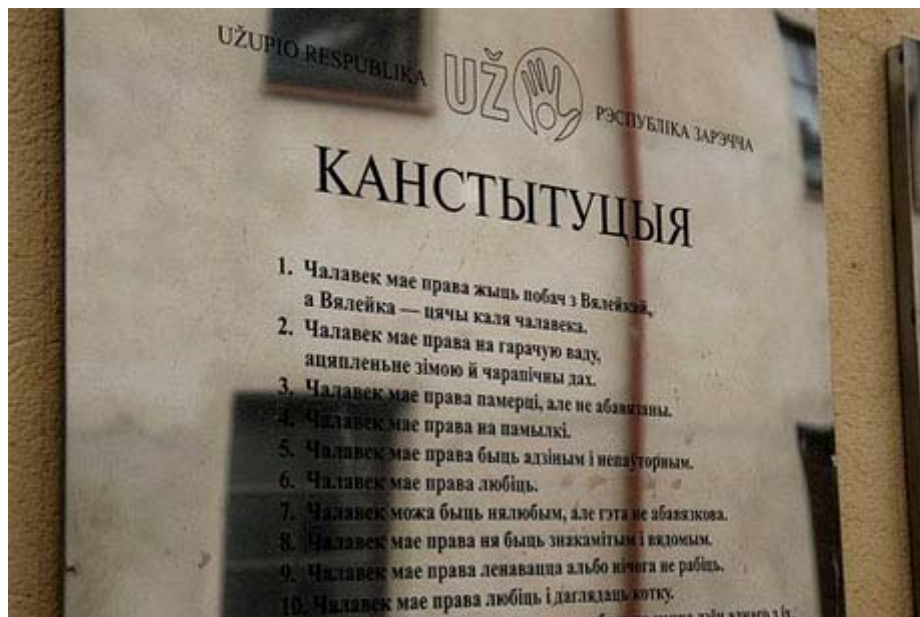 UŽUPIO RESPUBLIKA
UŽ
РЭСПУБЛІКА ЗАРЭЧЧА
КАНСТЫТУЦЫЯ
1. Чалавек мае права жыць побач з Вялейкай,
а Вялейка — цячы каля чалавека.
2. Чалавек мае права на гарачую ваду,
ацяпленьне зімою й чарапічны дах.
3. Чалавек мае права памерці, але не абавязаны.
4. Чалавек мае права на памылкі.
5. Чалавек мае права быць адзіным і непаўторным.
6. Чалавек мае права любіць.
7. Чалавек можа быць нялюбым, але гэта не абавязкова.
8. Чалавек мае права ня быць знакамітым і вядомым.
9. Чалавек мае права ленавацца альбо нічога не рабіць.
10. Чалавек мае права любіць і даглядаць котку.